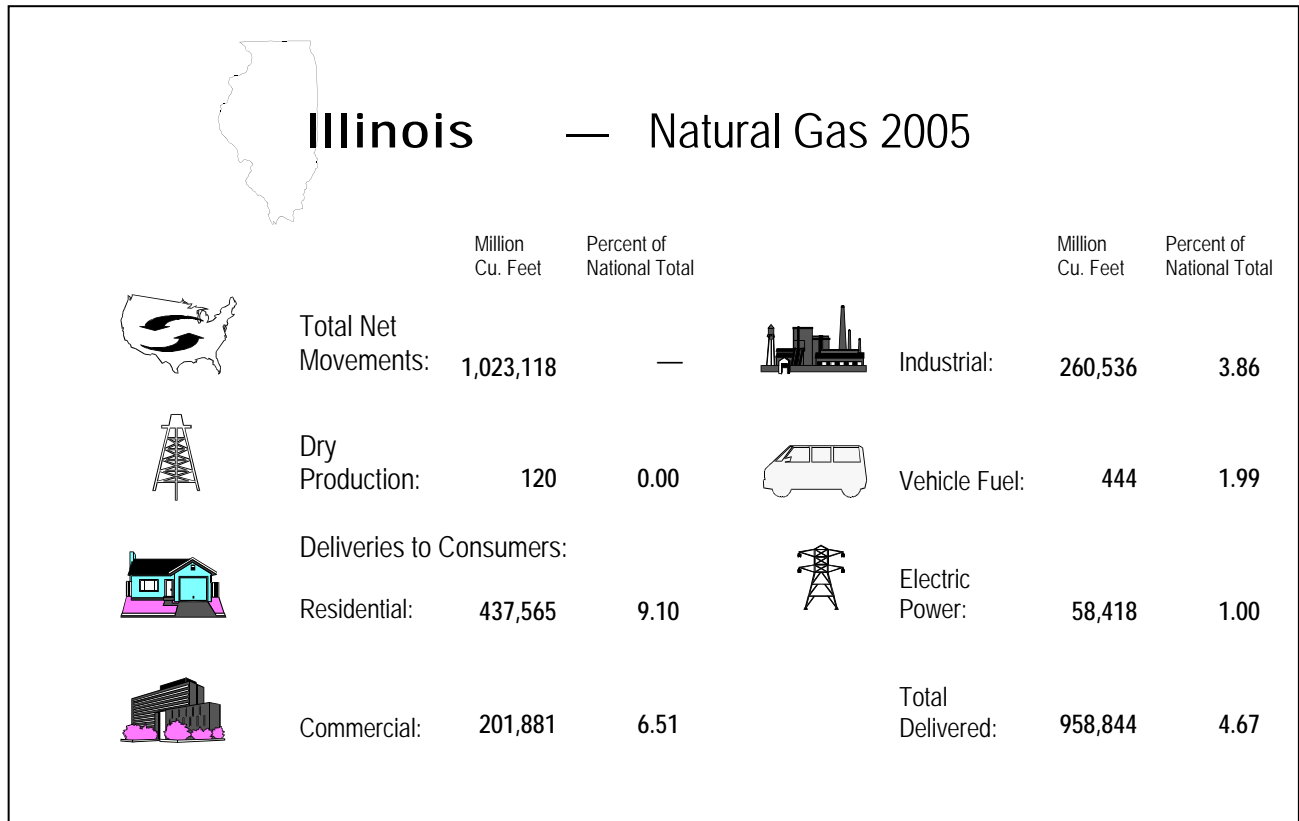 Illinois — Natural Gas 2005
Million
Cu. Feet
Percent of
National Total
Million
Cu. Feet
Percent of
National Total
Total Net
Movements: 1,023,118 —
Industrial: 260,536 3.86
Dry
Production: 120 0.00
Vehicle Fuel: 444 1.99
Deliveries to Consumers:
Residential: 437,565 9.10
Electric
Power: 58,418 1.00
Commercial: 201,881 6.51
Total
Delivered: 958,844 4.67